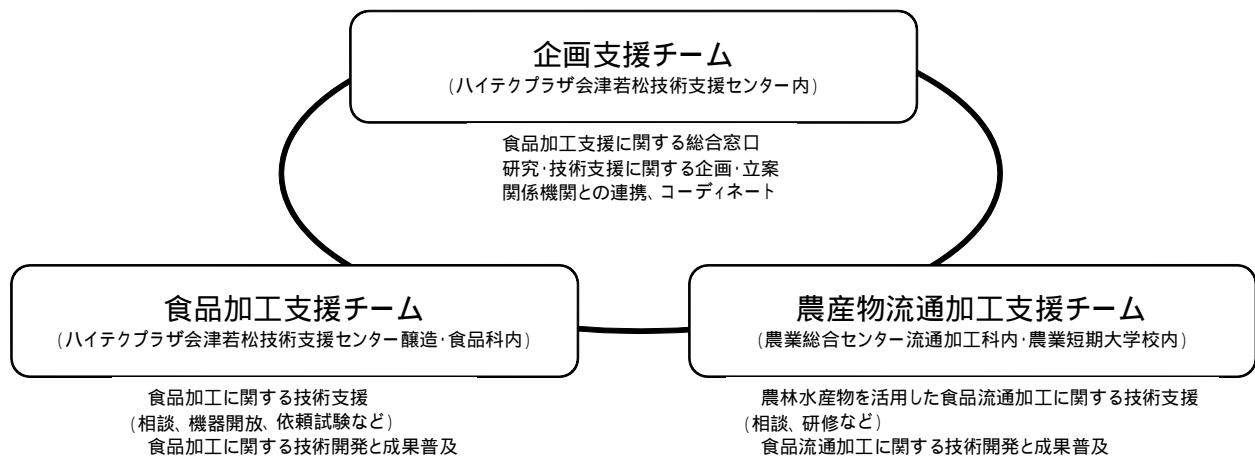 企画支援チーム
(ハイテクプラザ会津若松技術支援センター内)
食品加工支援に関する総合窓口
研究・技術支援に関する企画・立案
関係機関との連携、コーディネート
食品加工支援チーム
(ハイテクプラザ会津若松技術支援センター醸造・食品科内)
食品加工に関する技術支援
(相談、機器開放、依頼試験など)
食品加工に関する技術開発と成果普及
農産物流通加工支援チーム
(農業総合センター流通加工科内・農業短期大学校内)
農林水産物を活用した食品流通加工に関する技術支援
(相談、研修など)
食品流通加工に関する技術開発と成果普及